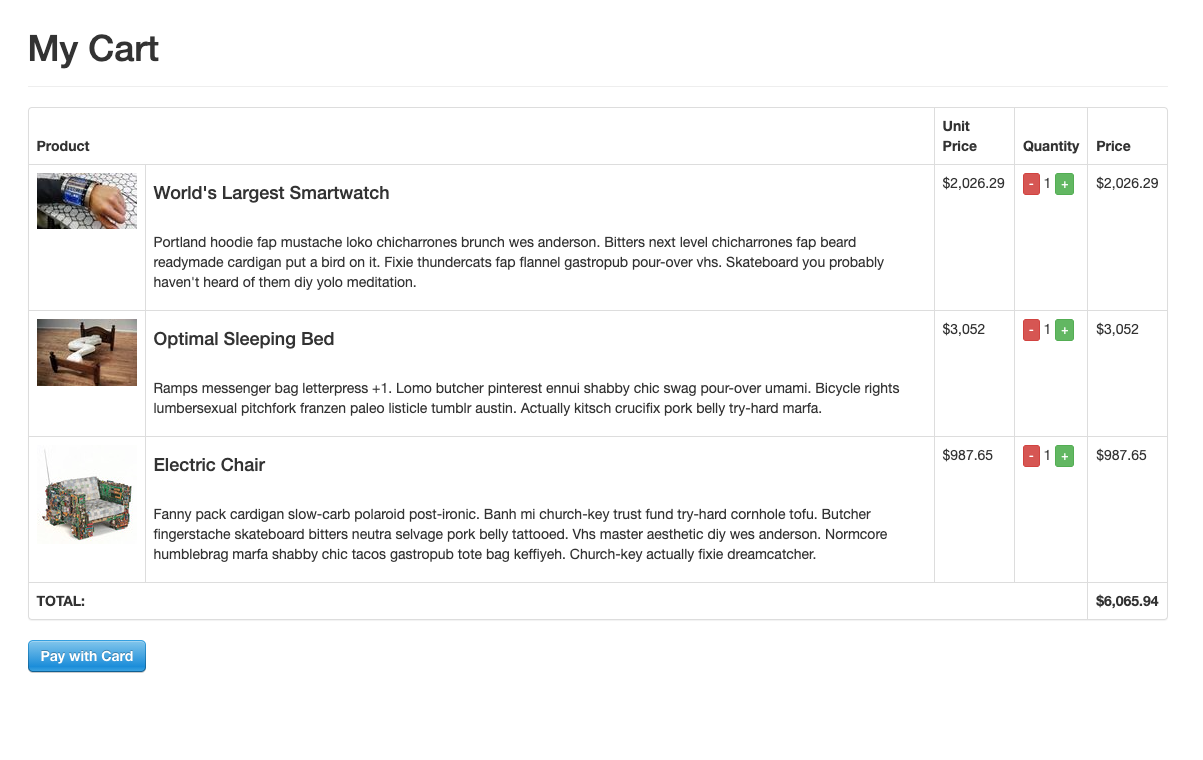 My Cart
Product
Unit
Price
Quantity
Price
World's Largest Smartwatch
$2,026.29
- 1 +
$2,026.29
Portland hoodie fap mustache loko chicharrones brunch wes anderson. Bitters next level chicharrones fap beard
readymade cardigan put a bird on it. Fixie thundercats fap flannel gastropub pour-over vhs. Skateboard you probably
haven't heard of them diy yolo meditation.
Optimal Sleeping Bed
$3,052
- 1 +
$3,052
Ramps messenger bag letterpress +1. Lomo butcher pinterest ennui shabby chic swag pour-over umami. Bicycle rights
lumbersexual pitchfork franzen paleo listicle tumblr austin. Actually kitsch crucifix pork belly try-hard marfa.
Electric Chair
$987.65
- 1 +
$987.65
Fanny pack cardigan slow-carb polaroid post-ironic. Banh mi church-key trust fund try-hard cornhole tofu. Butcher
fingerstache skateboard bitters neutra selvage pork belly tattooed. Vhs master aesthetic diy wes anderson. Normcore
humblebrag marfa shabby chic tacos gastropub tote bag keffiyeh. Church-key actually fixie dreamcatcher.
TOTAL:
$6,065.94
Pay with Card